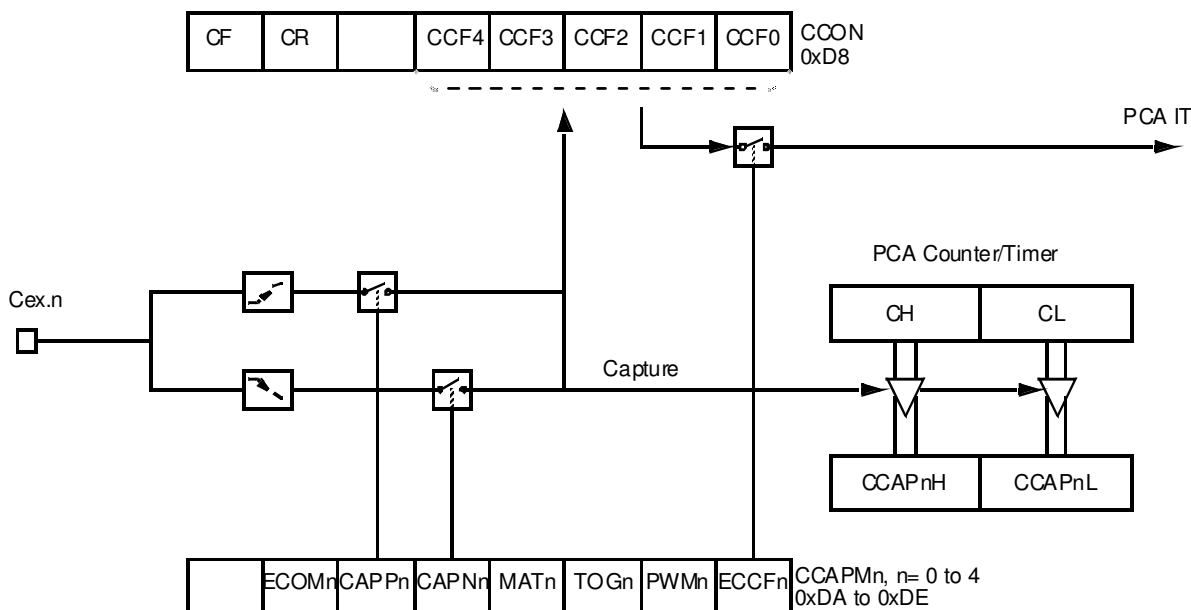 CF CR CCF4 CCF3 CCF2 CCF1 CCF0 CCON
0xD8
PCA IT
PCA Counter/Timer
Cex.n
CH CL
Capture
CCAPnH CCAPnL
ECOMn CAPPn CAPNn MATn TOGn PWMn ECCFn CCAPMn, n= 0 to 4
0xDA to 0xDE